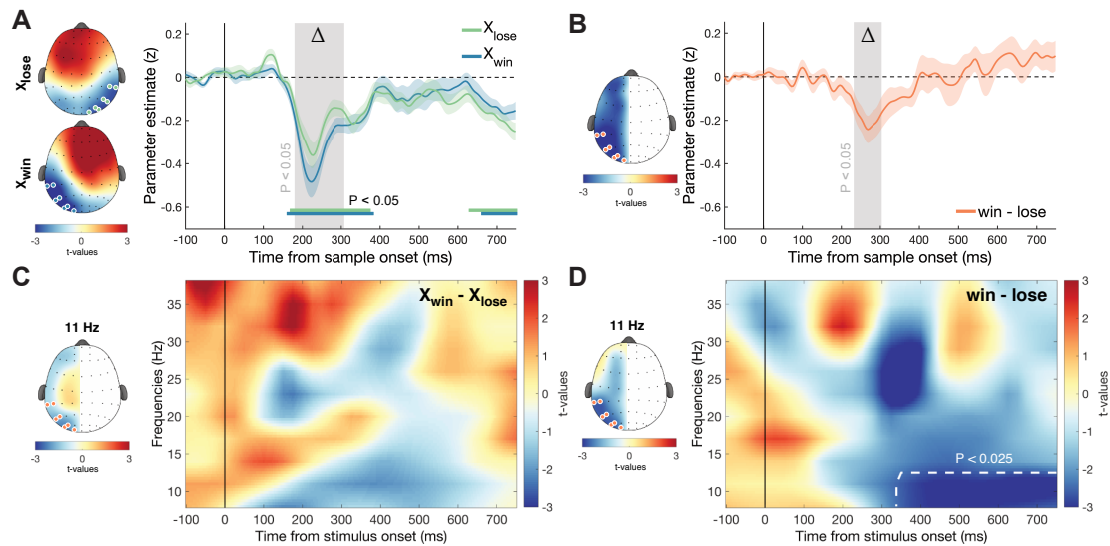 A
X_lose
X_win
-3 0 3
t-values
Parameter estimate (z)
0.2
0
-0.2
-0.4
-0.6
Δ
X_lose
X_win
P < 0.05
P < 0.05
-100 0 100 200 300 400 500 600 700
Time from sample onset (ms)
B
-3 0 3
t-values
Parameter estimate (z)
0.2
0
-0.2
-0.4
-0.6
Δ
P < 0.05
win - lose
-100 0 100 200 300 400 500 600 700
Time from sample onset (ms)
C
11 Hz
-3 0 3
t-values
Frequencies (Hz)
35
30
25
20
15
10
X_win - X_lose
-100 0 100 200 300 400 500 600 700
Time from stimulus onset (ms)
3
2
1
0
-1
-2
-3
t-values
D
11 Hz
-3 0 3
t-values
Frequencies (Hz)
35
30
25
20
15
10
win - lose
P < 0.025
-100 0 100 200 300 400 500 600 700
Time from stimulus onset (ms)
3
2
1
0
-1
-2
-3
t-values